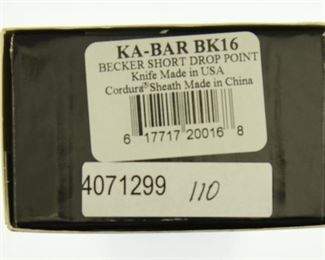 KA-BAR BK16
BECKER SHORT DROP POINT
Knife Made in USA
Cordura® Sheath Made in China
6 17717 20016 8
4071299 110